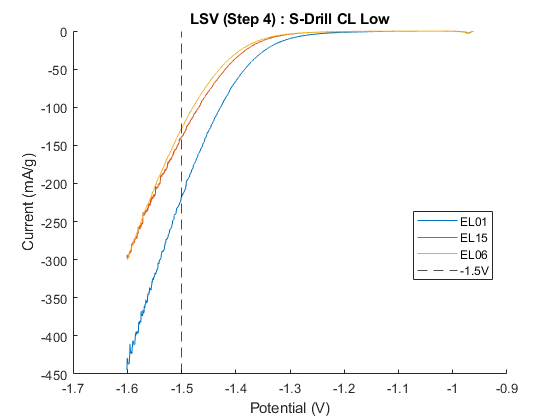 LSV (Step 4) : S-Drill CL Low
0
-50
-100
-150
-200
-250
-300
-350
-400
-450
Current (mA/g)
EL01
EL15
EL06
-1.5V
-1.7
-1.6
-1.5
-1.4
-1.3
-1.2
-1.1
-1
-0.9
Potential (V)